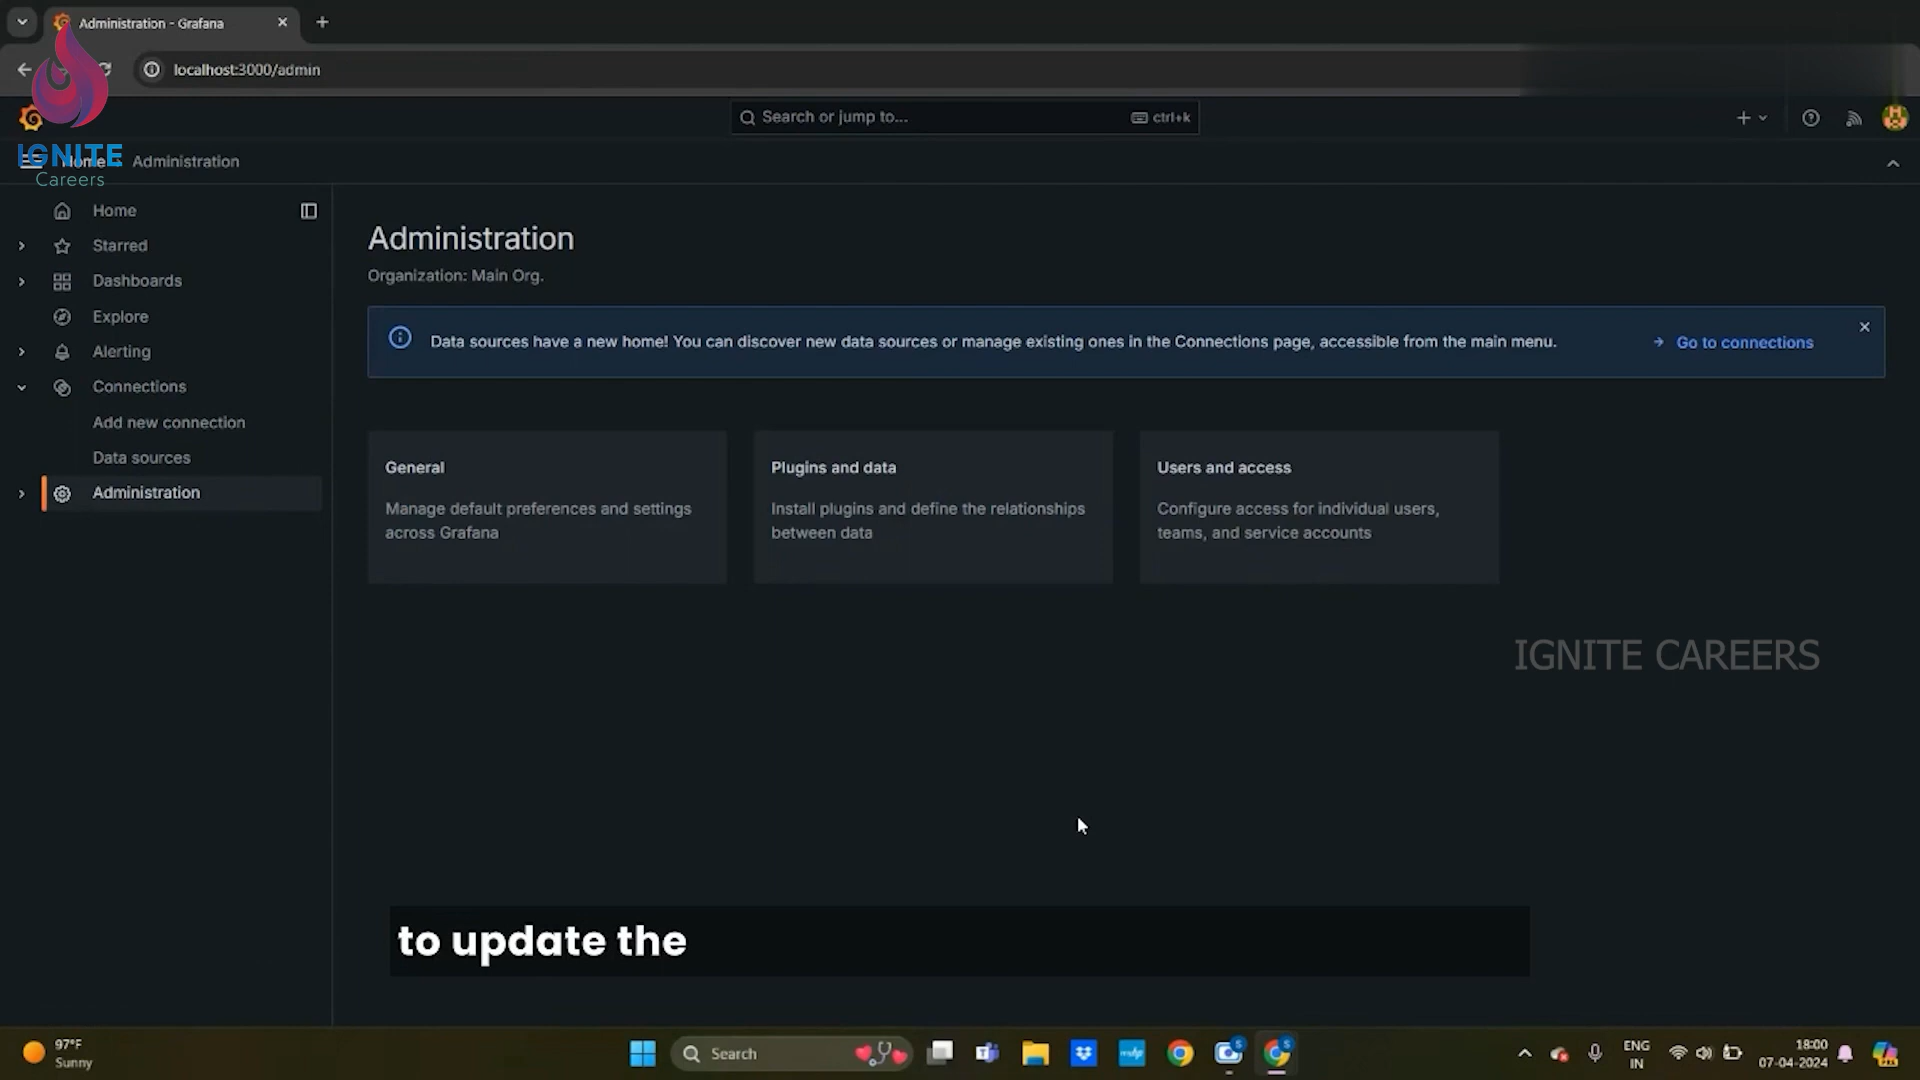 Administration - Grafana
localhost:3000/admin
Search or jump to...
ctrl+k
IGNITE
Careers
Home
Administration
Home
Starred
Dashboards
Explore
Alerting
Connections
Add new connection
Data sources
Administration
Administration
Organization: Main Org.
Data sources have a new home! You can discover new data sources or manage existing ones in the Connections page, accessible from the main menu.
Go to connections
General
Manage default preferences and settings
across Grafana
Plugins and data
Install plugins and define the relationships
between data
Users and access
Configure access for individual users,
teams, and service accounts
IGNITE CAREERS
to update the
97°F
Sunny
Search
ENG
IN
18:00
07-04-2024